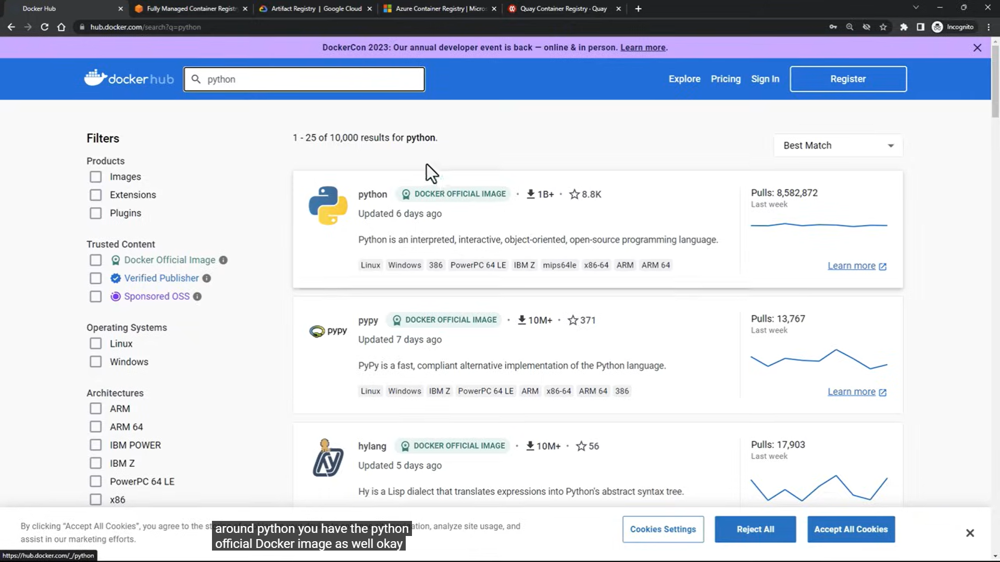 Docker Hub
Fully Managed Container Registr
Artifact Registry | Google Cloud
Azure Container Registry | Micro
Quay Container Registry · Quay
hub.docker.com/search?q=python
Incognito
DockerCon 2023: Our annual developer event is back — online & in person. Learn more.
dockerhub
python
Explore
Pricing
Sign In
Register
Filters
Products
Images
Extensions
Plugins
Trusted Content
Docker Official Image
Verified Publisher
Sponsored OSS
Operating Systems
Linux
Windows
Architectures
ARM
ARM 64
IBM POWER
IBM Z
PowerPC 64 LE
x86
1 - 25 of 10,000 results for python.
Best Match
python DOCKER OFFICIAL IMAGE · 1B+ · 8.8K
Updated 6 days ago
Python is an interpreted, interactive, object-oriented, open-source programming language.
Linux Windows 386 PowerPC 64 LE IBM Z mips64le x86-64 ARM ARM 64
Pulls: 8,582,872
Last week
Learn more
pypy
pypy DOCKER OFFICIAL IMAGE · 10M+ · 371
Updated 7 days ago
PyPy is a fast, compliant alternative implementation of the Python language.
Linux Windows IBM Z PowerPC 64 LE ARM x86-64 ARM 64 386
Pulls: 13,767
Last week
Learn more
hylang DOCKER OFFICIAL IMAGE · 10M+ · 56
Updated 5 days ago
Hy is a Lisp dialect that translates expressions into Python's abstract syntax tree.
Pulls: 17,903
Last week
By clicking “Accept All Cookies”, you agree to the analyze site usage, and
assist in our marketing efforts.
around python you have the python
official Docker image as well okay
Cookies Settings
Reject All
Accept All Cookies
https://hub.docker.com/_/python